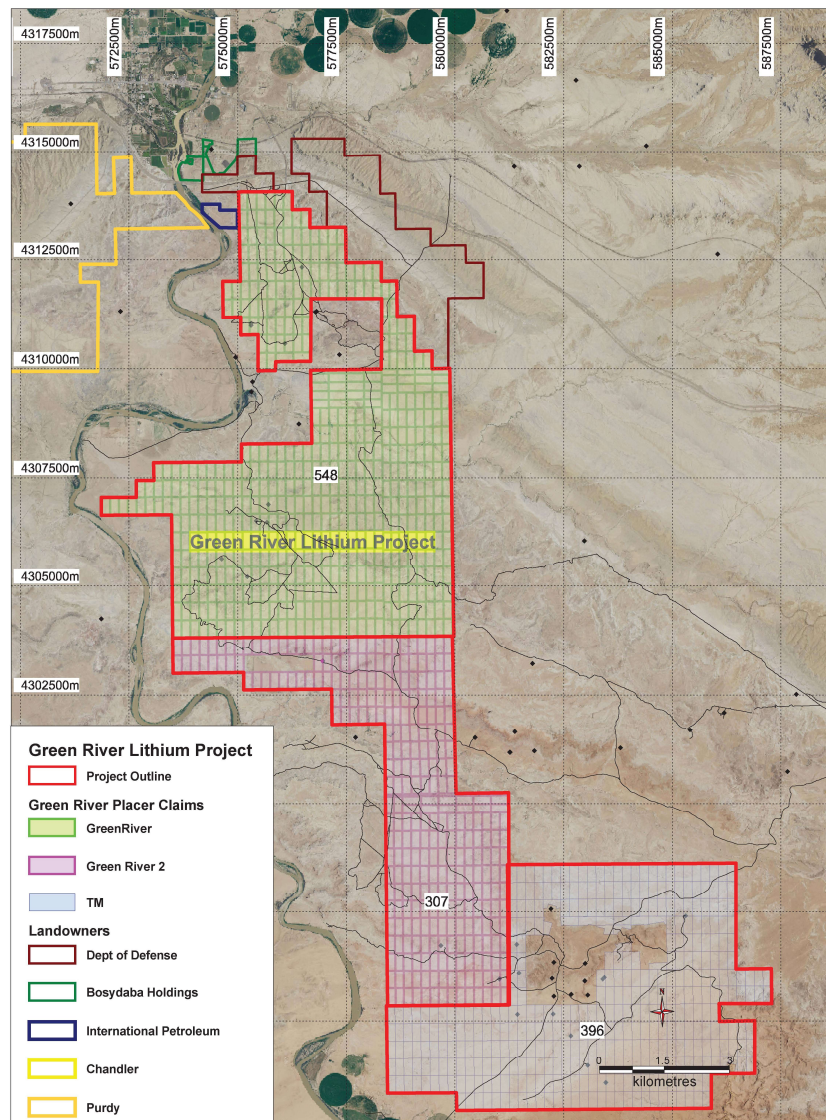 4317500m
572500m
575000m
577500m
580000m
582500m
585000m
587500m
4315000m
4312500m
4310000m
4307500m
548
Green River Lithium Project
4305000m
4302500m
307
396
N
0 1.5 3
kilometres
Green River Lithium Project
Project Outline
Green River Placer Claims
GreenRiver
Green River 2
TM
Landowners
Dept of Defense
Bosydaba Holdings
International Petroleum
Chandler
Purdy